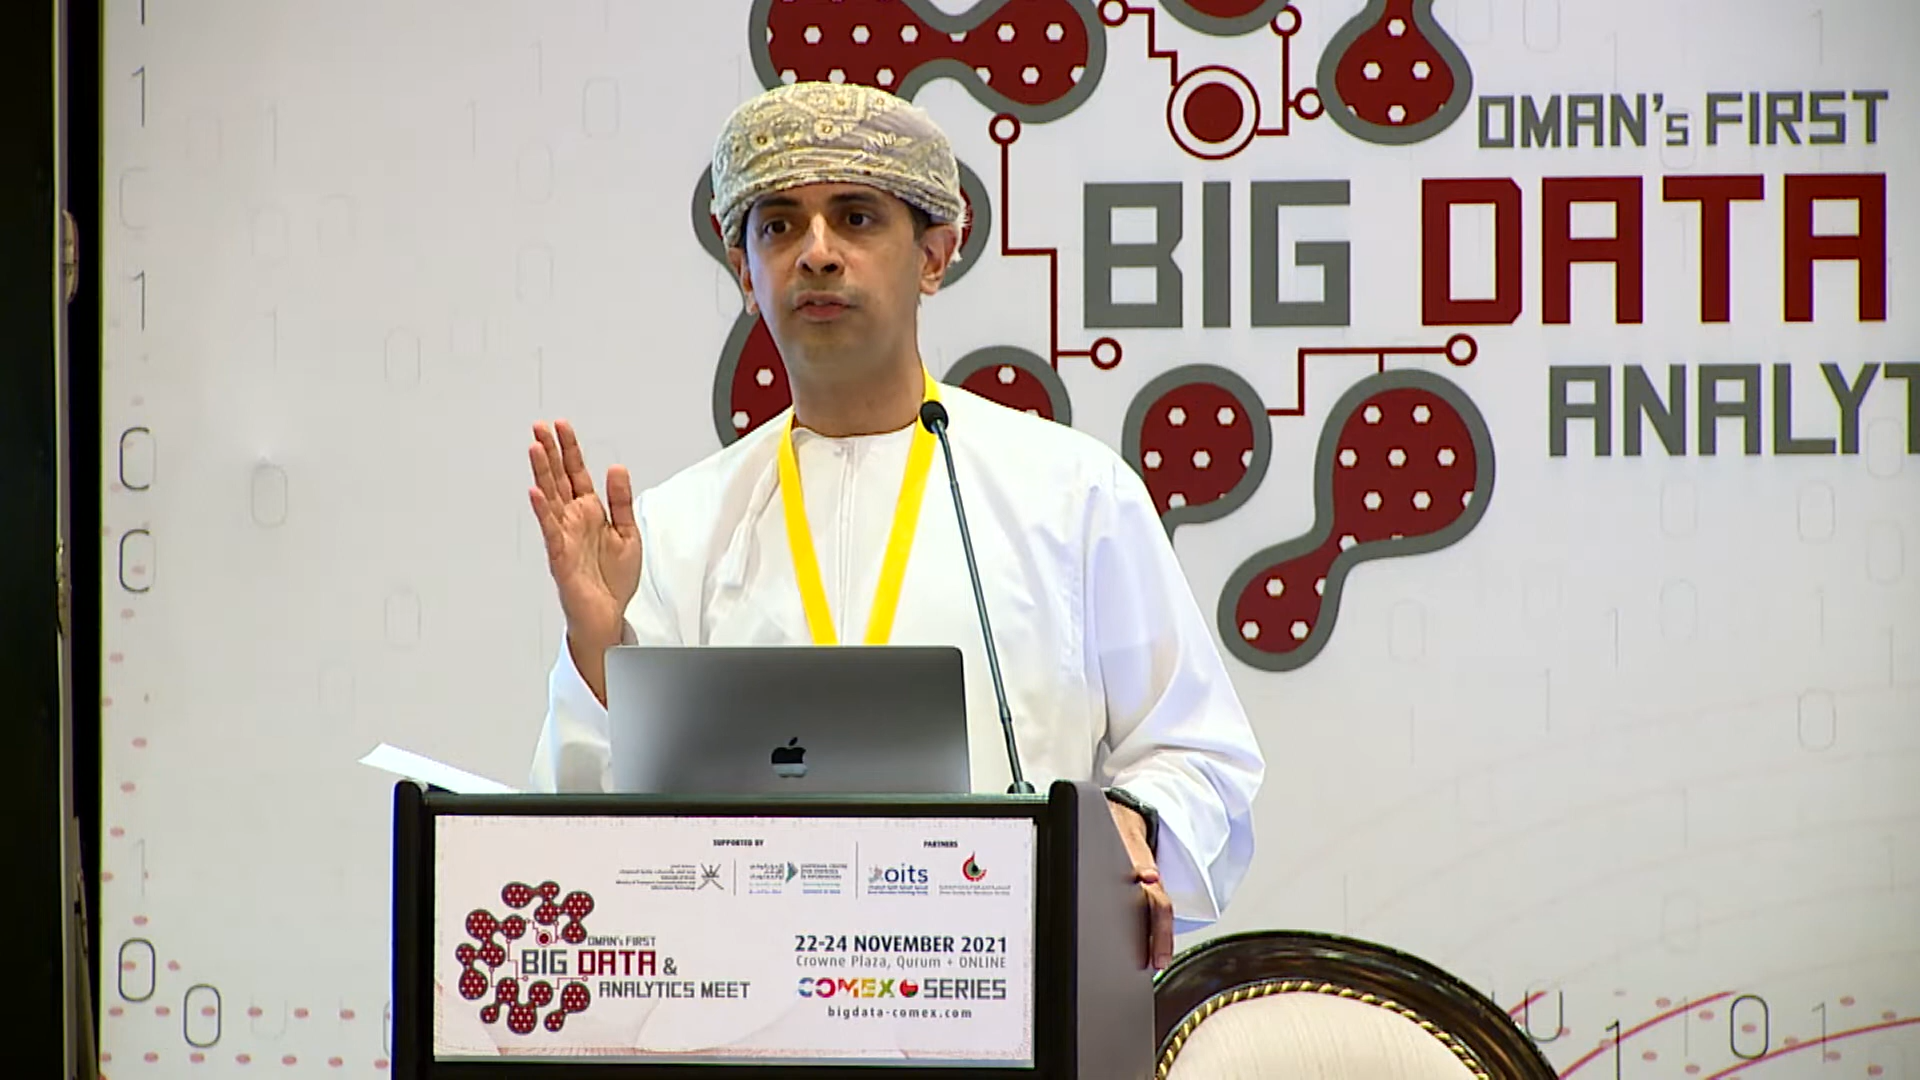 OMAN's FIRST
BIG DATA
ANALYT
SUPPORTED BY
PARTNERS
oits
OMAN's FIRST
BIG DATA &
ANALYTICS MEET
22-24 NOVEMBER 2021
Crowne Plaza, Qurum + ONLINE
COMEX SERIES
bigdata-comex.com